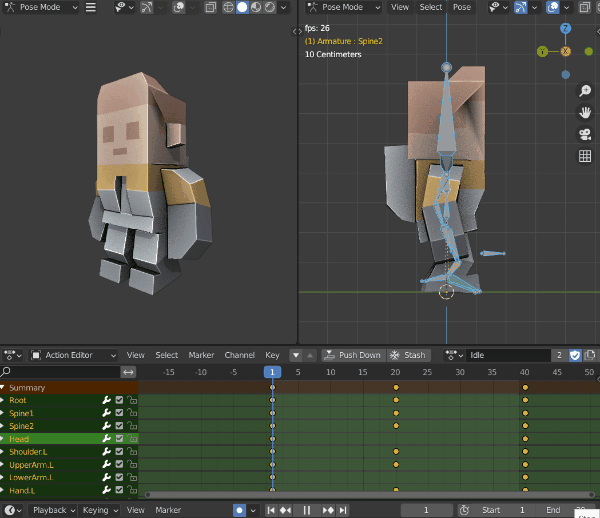 Pose Mode
Pose Mode View Select Pose
fps: 26
(1) Armature : Spine2
10 Centimeters
Z
Y
X
Action Editor View Select Marker Channel Key Push Down Stash Idle 2
-15 -10 -5 1 5 10 15 20 25 30 35 40 45 50
Summary
Root
Spine1
Spine2
Head
Shoulder.L
UpperArm.L
LowerArm.L
Hand.L
Playback Keying View Marker 1 Start 1 End